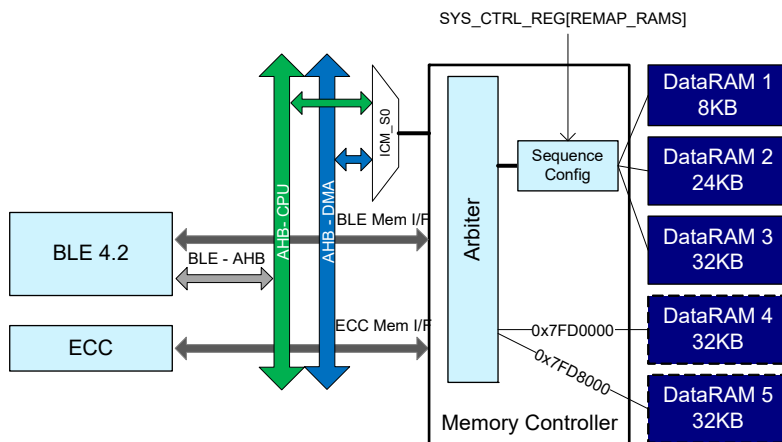 SYS_CTRL_REG[REMAP_RAMS]
DataRAM 1
8KB
ICM_S0
Sequence
Config
DataRAM 2
24KB
AHB- CPU
AHB - DMA
Arbiter
BLE Mem I/F
BLE 4.2
BLE - AHB
DataRAM 3
32KB
ECC Mem I/F
ECC
0x7FD0000
DataRAM 4
32KB
0x7FD8000
DataRAM 5
32KB
Memory Controller